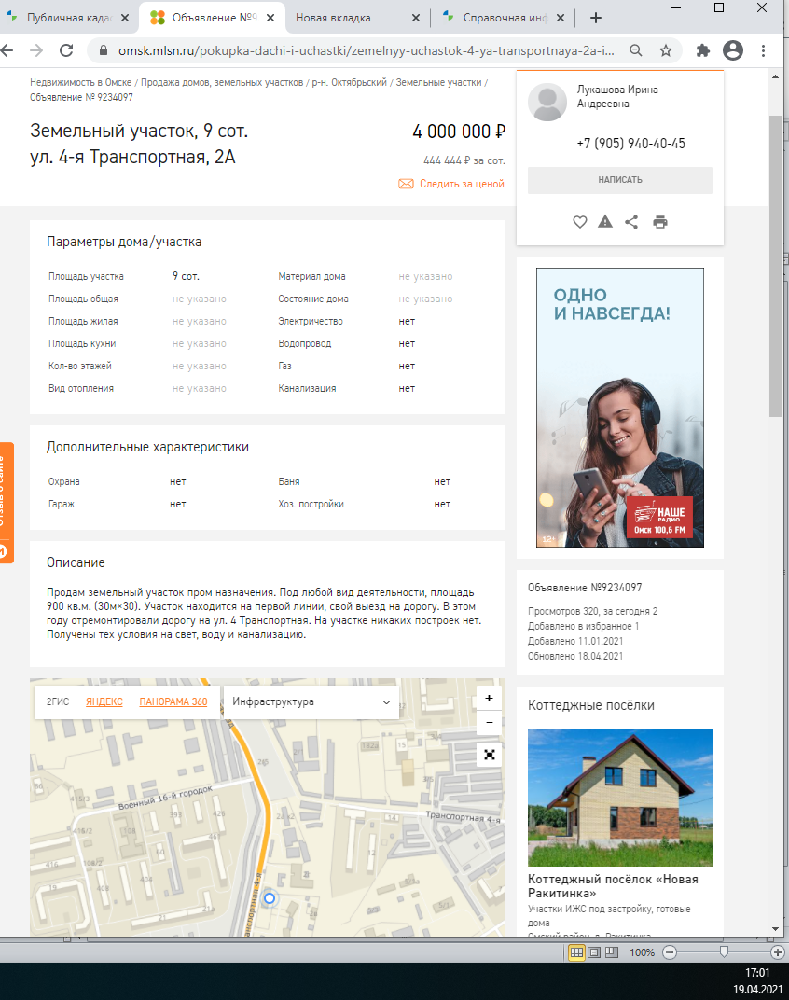 Публичная када
Объявление №9
Новая вкладка
Справочная инф
omsk.mlsn.ru/pokupka-dachi-i-uchastki/zemelnyy-uchastok-4-ya-transportnaya-2a-i...
Недвижимость в Омске / Продажа домов, земельных участков / р-н. Октябрьский / Земельные участки /
Объявление № 9234097
Земельный участок, 9 сот.
ул. 4-я Транспортная, 2А
4 000 000 ₽
444 444 ₽ за сот.
Следить за ценой
Лукашова Ирина
Андреевна
+7 (905) 940-40-45
НАПИСАТЬ
Параметры дома/участка
Площадь участка 9 сот. Материал дома не указано
Площадь общая не указано Состояние дома не указано
Площадь жилая не указано Электричество нет
Площадь кухни не указано Водопровод нет
Кол-во этажей не указано Газ нет
Вид отопления не указано Канализация нет
Дополнительные характеристики
Охрана нет Баня нет
Гараж нет Хоз. постройки нет
Описание
Продам земельный участок пром назначения. Под любой вид деятельности, площадь
900 кв.м. (30м×30). Участок находится на первой линии, свой выезд на дорогу. В этом
году отремонтировали дорогу на ул. 4 Транспортная. На участке никаких построек нет.
Получены тех условия на свет, воду и канализацию.
2ГИС ЯНДЕКС ПАНОРАМА 360 Инфраструктура
+
−
Военный 16-й городок
Транспортная 4-я
анспортная 4-я
ОДНО
И НАВСЕГДА!
НАШЕ
РАДИО
Омск 100,5 FM
12+
Объявление №9234097
Просмотров 320, за сегодня 2
Добавлено в избранное 1
Добавлено 11.01.2021
Обновлено 18.04.2021
Коттеджные посёлки
Коттеджный посёлок «Новая
Ракитинка»
Участки ИЖС под застройку, готовые
дома
Омский район, д. Ракитинка
100%
17:01
19.04.2021